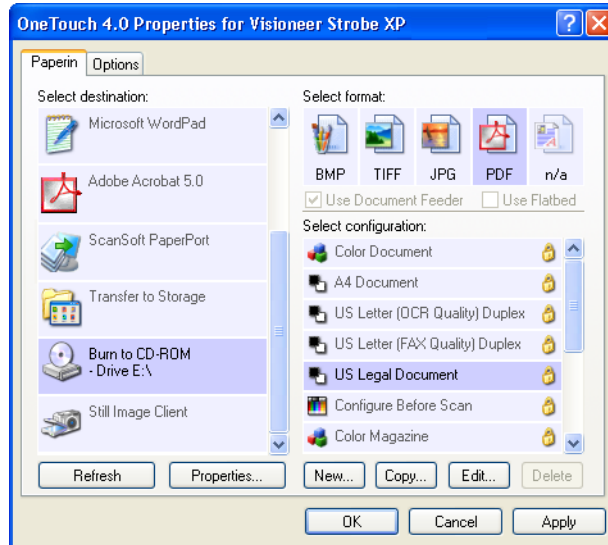 OneTouch 4.0 Properties for Visioneer Strobe XP
Paperin
Options
Select destination:
Microsoft WordPad
Adobe Acrobat 5.0
ScanSoft PaperPort
Transfer to Storage
Burn to CD-ROM
- Drive E:\
Still Image Client
Refresh
Properties...
Select format:
BMP
TIFF
JPG
PDF
n/a
Use Document Feeder
Use Flatbed
Select configuration:
Color Document
A4 Document
US Letter (OCR Quality) Duplex
US Letter (FAX Quality) Duplex
US Legal Document
Configure Before Scan
Color Magazine
New...
Copy...
Edit...
Delete
OK
Cancel
Apply